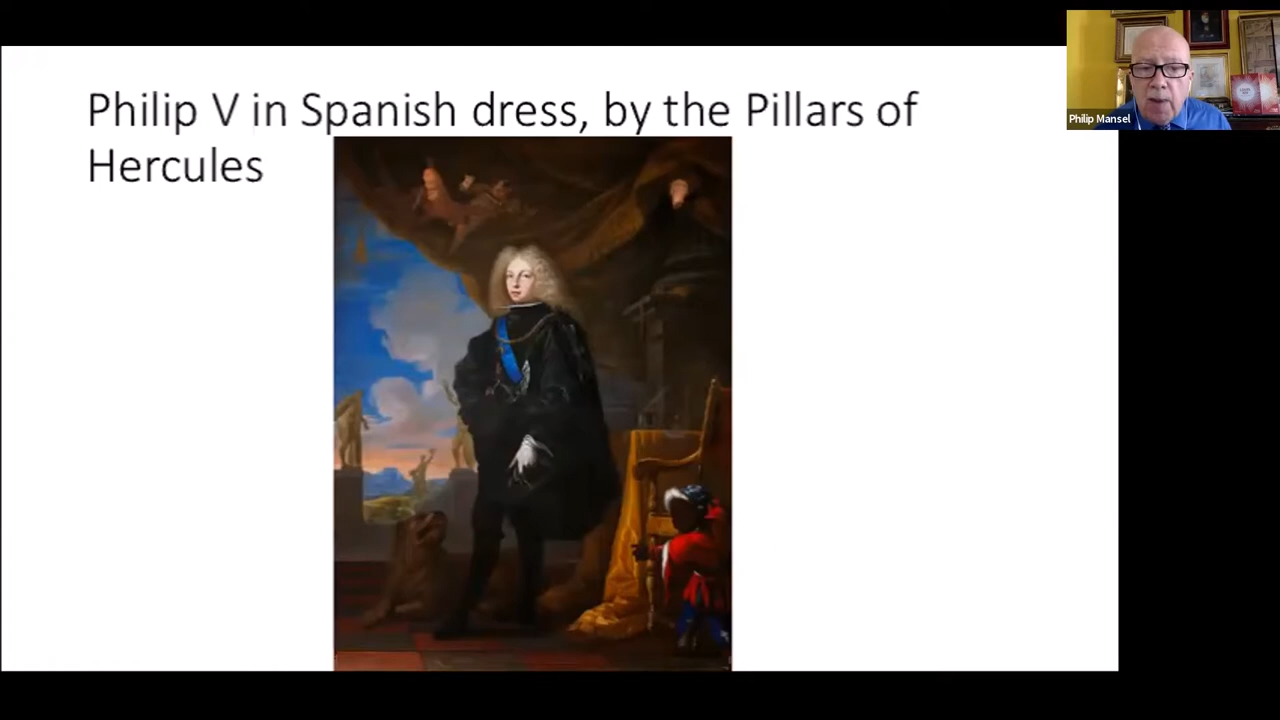 Philip V in Spanish dress, by the Pillars of
Hercules
Philip Mansel